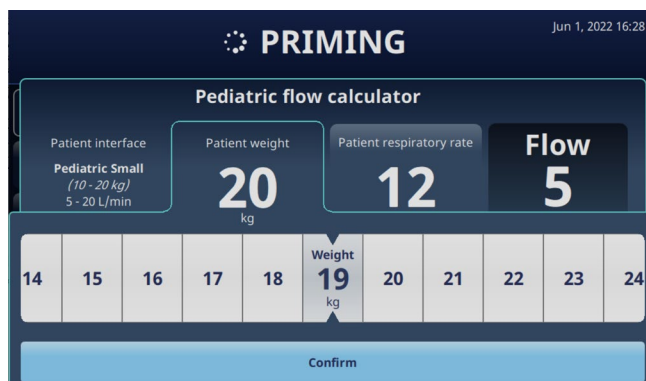 PRIMING
Jun 1, 2022 16:28
Pediatric flow calculator
Patient interface
Pediatric Small
(10 - 20 kg)
5 - 20 L/min
Patient weight
20
kg
Patient respiratory rate
12
Flow
5
14 15 16 17 18 Weight 19 kg 20 21 22 23 24
Confirm